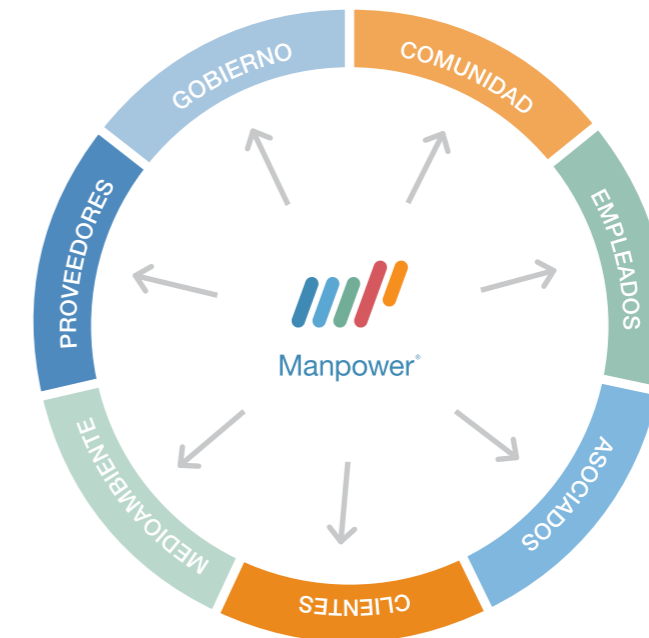 GOBIERNO
COMUNIDAD
EMPLEADOS
ASOCIADOS
CLIENTES
MEDIOAMBIENTE
PROVEEDORES
Manpower®